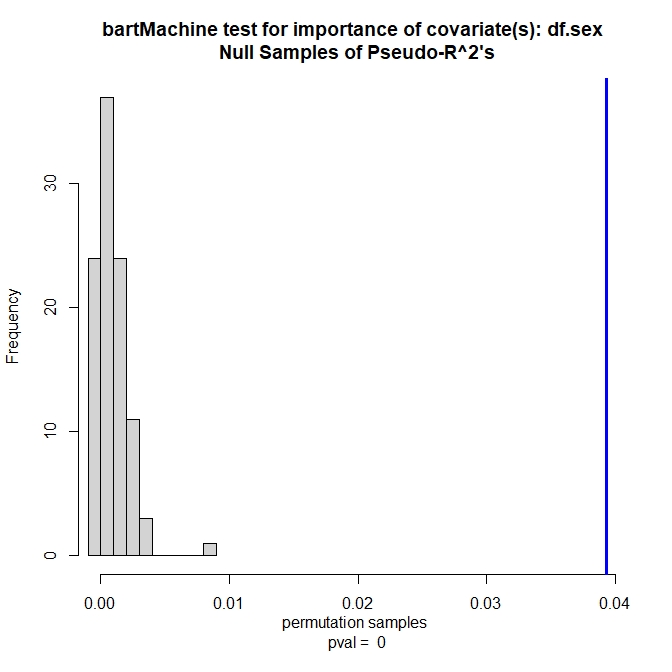 bartMachine test for importance of covariate(s): df.sex
Null Samples of Pseudo-R^2's
Frequency
30
20
10
0
0.00 0.01 0.02 0.03 0.04
permutation samples
pval = 0